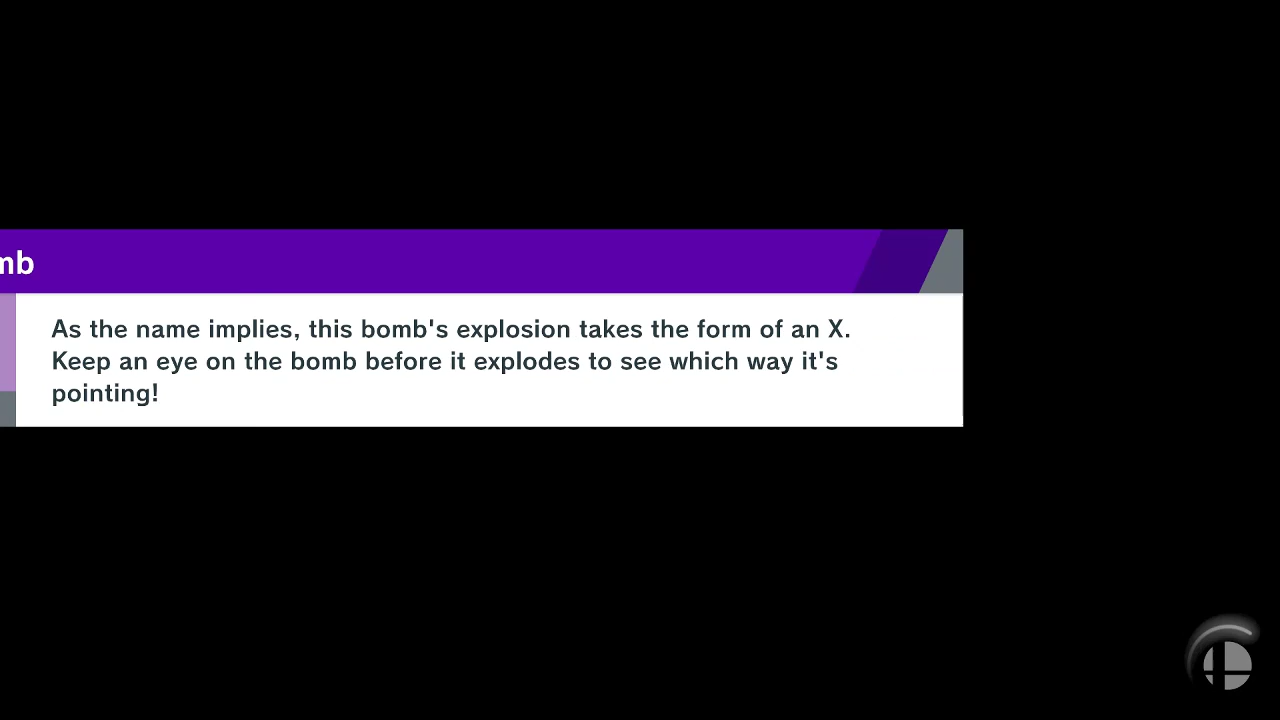 mb
As the name implies, this bomb's explosion takes the form of an X.
Keep an eye on the bomb before it explodes to see which way it's
pointing!